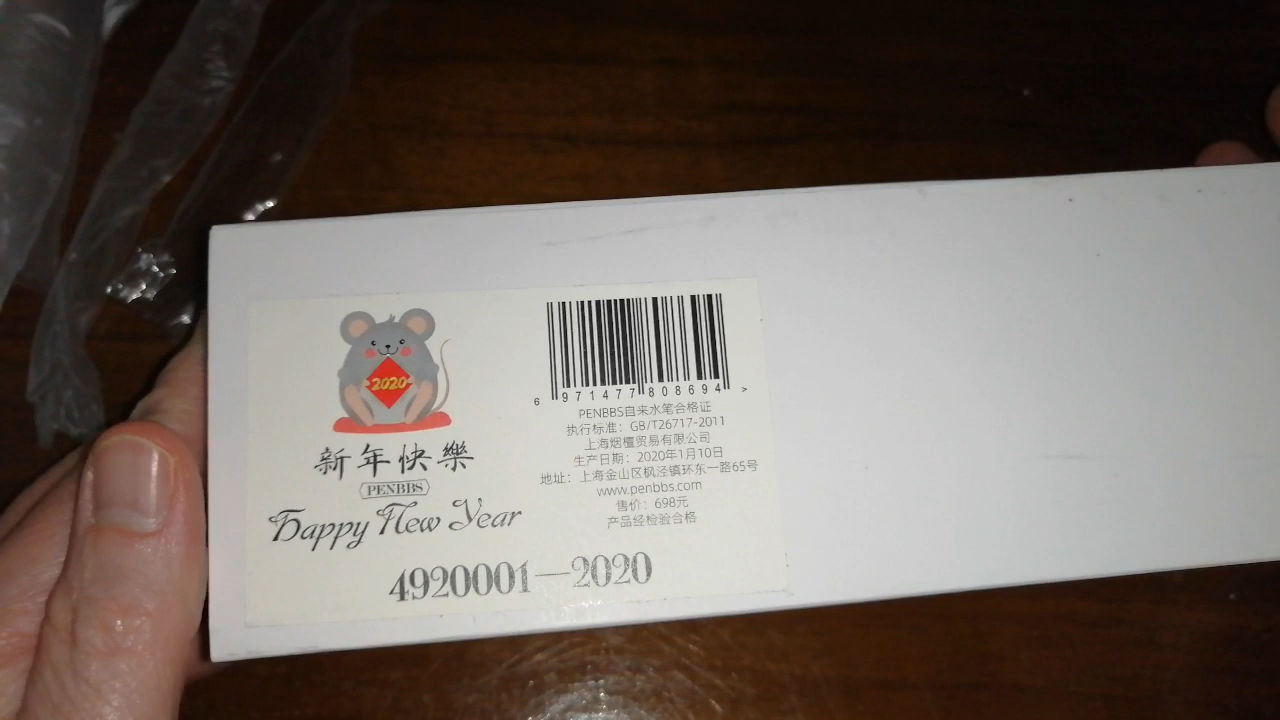 2020
新年快樂
PENBBS
Happy New Year
4920001—2020
6 971477 808694 >
PENBBS自来水笔合格证
执行标准：GB/T26717-2011
上海烟檀贸易有限公司
生产日期：2020年1月10日
地址：上海金山区枫泾镇环东一路65号
www.penbbs.com
售价：698元
产品经检验合格